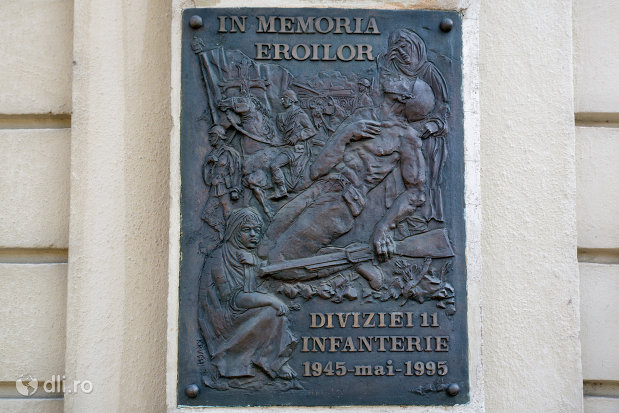 IN MEMORIA
EROILOR
DIVIZIEI 11
INFANTERIE
1945-mai-1995
dli.ro